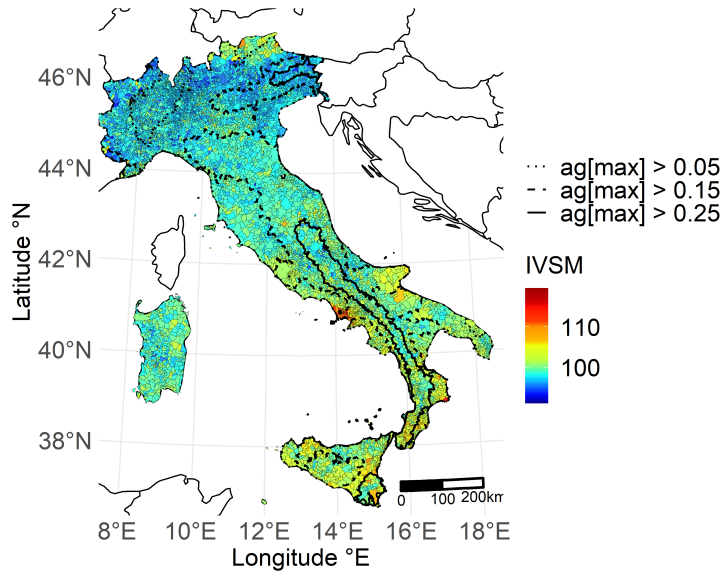 46°N
44°N
42°N
40°N
38°N
Latitude °N
8°E 10°E 12°E 14°E 16°E 18°E
Longitude °E
0 100 200km
ag[max] > 0.05
ag[max] > 0.15
ag[max] > 0.25
IVSM
110
100